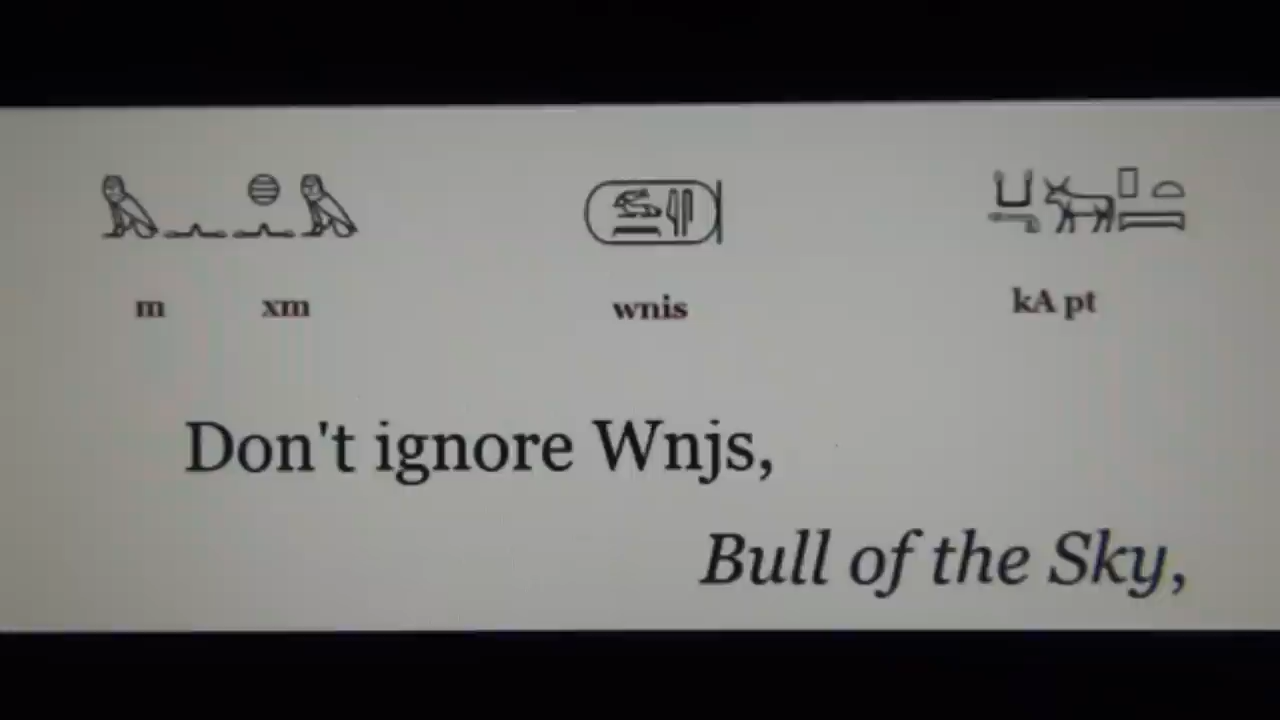 m xm wnis kA pt
Don't ignore Wnjs,
Bull of the Sky,